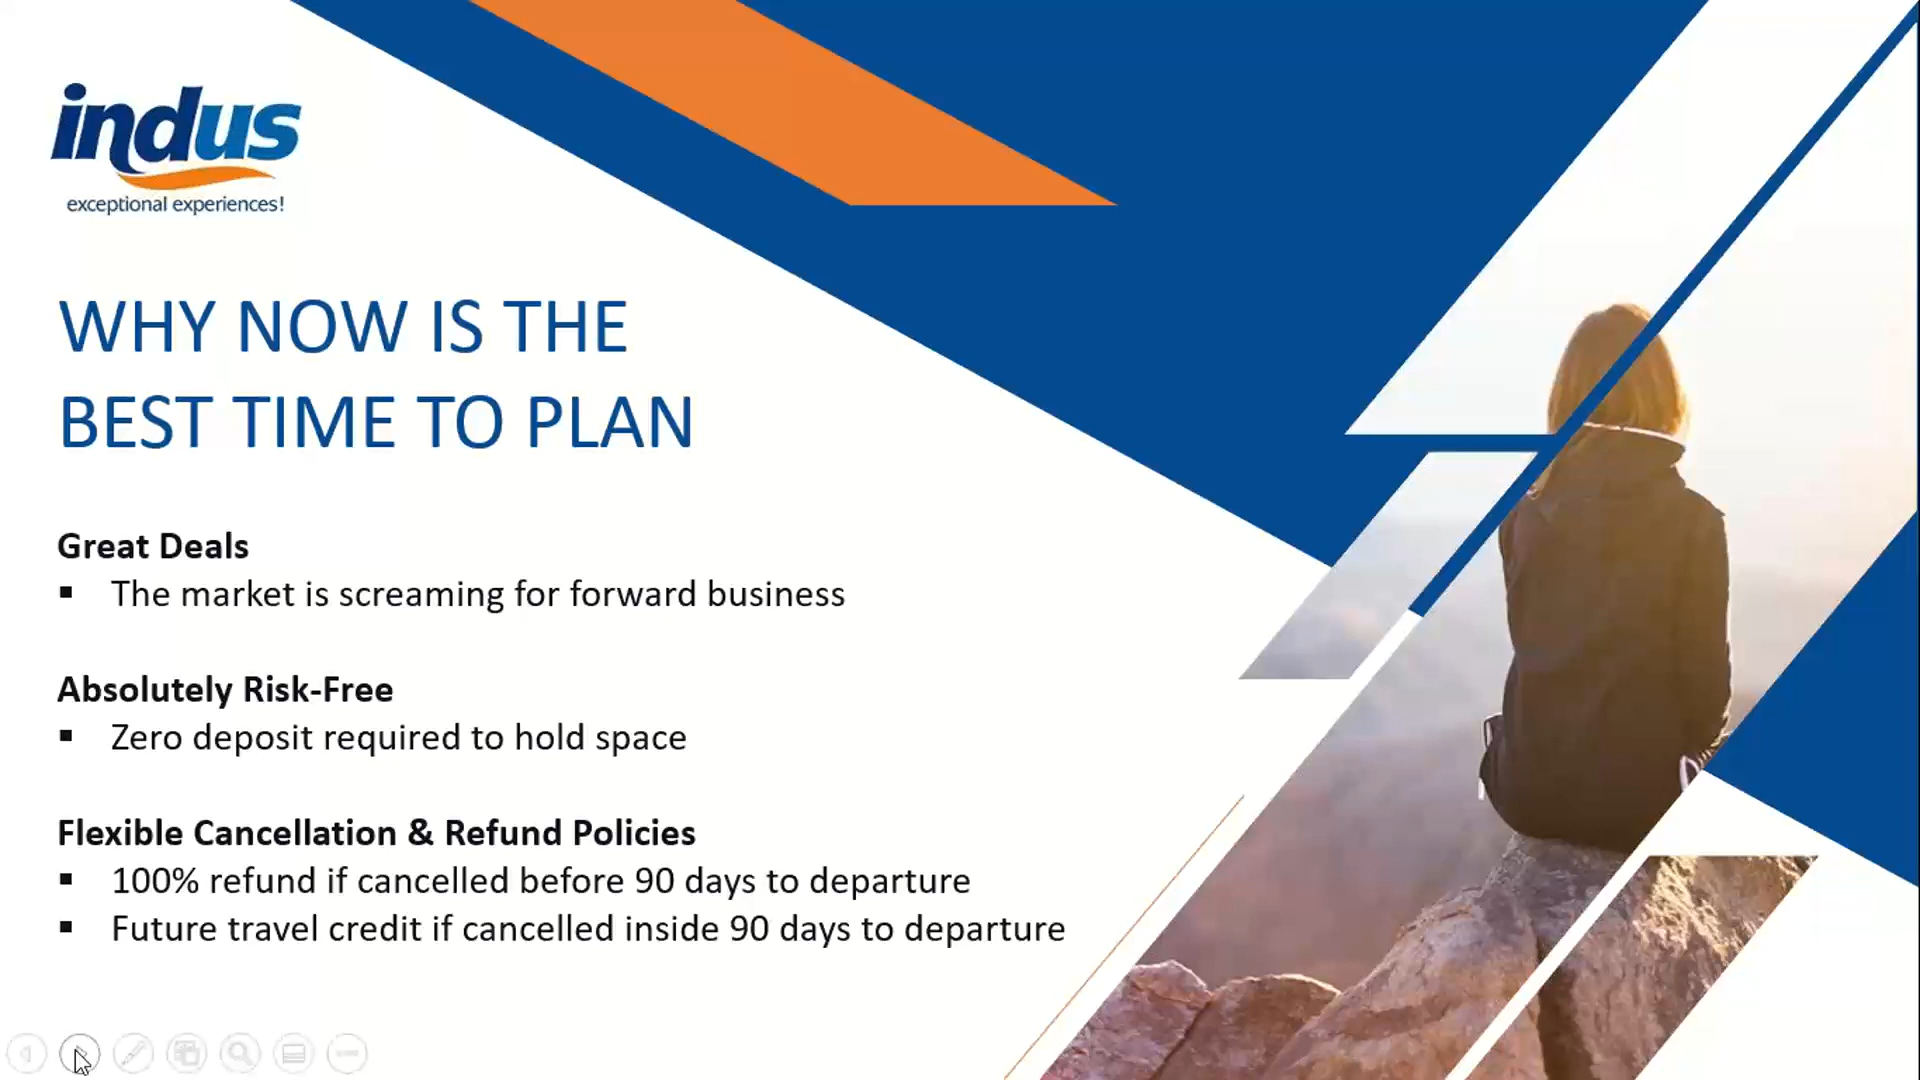 indus
exceptional experiences!
WHY NOW IS THE
BEST TIME TO PLAN
Great Deals
▪ The market is screaming for forward business
Absolutely Risk-Free
▪ Zero deposit required to hold space
Flexible Cancellation & Refund Policies
▪ 100% refund if cancelled before 90 days to departure
▪ Future travel credit if cancelled inside 90 days to departure